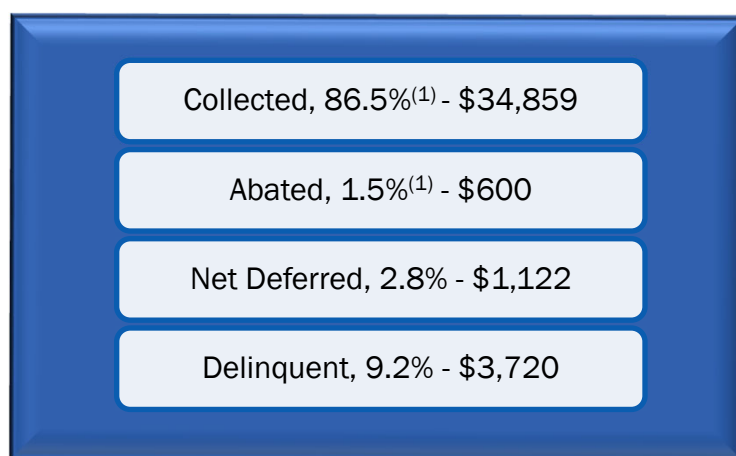 Collected, 86.5%(1) - $34,859
Abated, 1.5%(1) - $600
Net Deferred, 2.8% - $1,122
Delinquent, 9.2% - $3,720